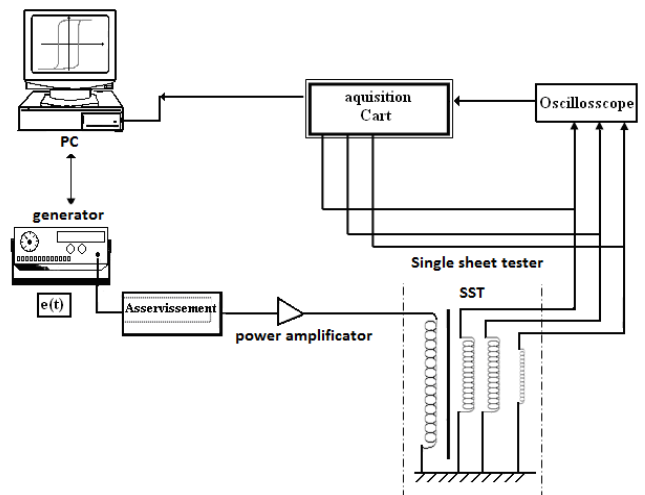 aquisition
Cart
Oscillosscope
PC
generator
Single sheet tester
SST
e(t)
Asservissement
power amplificator